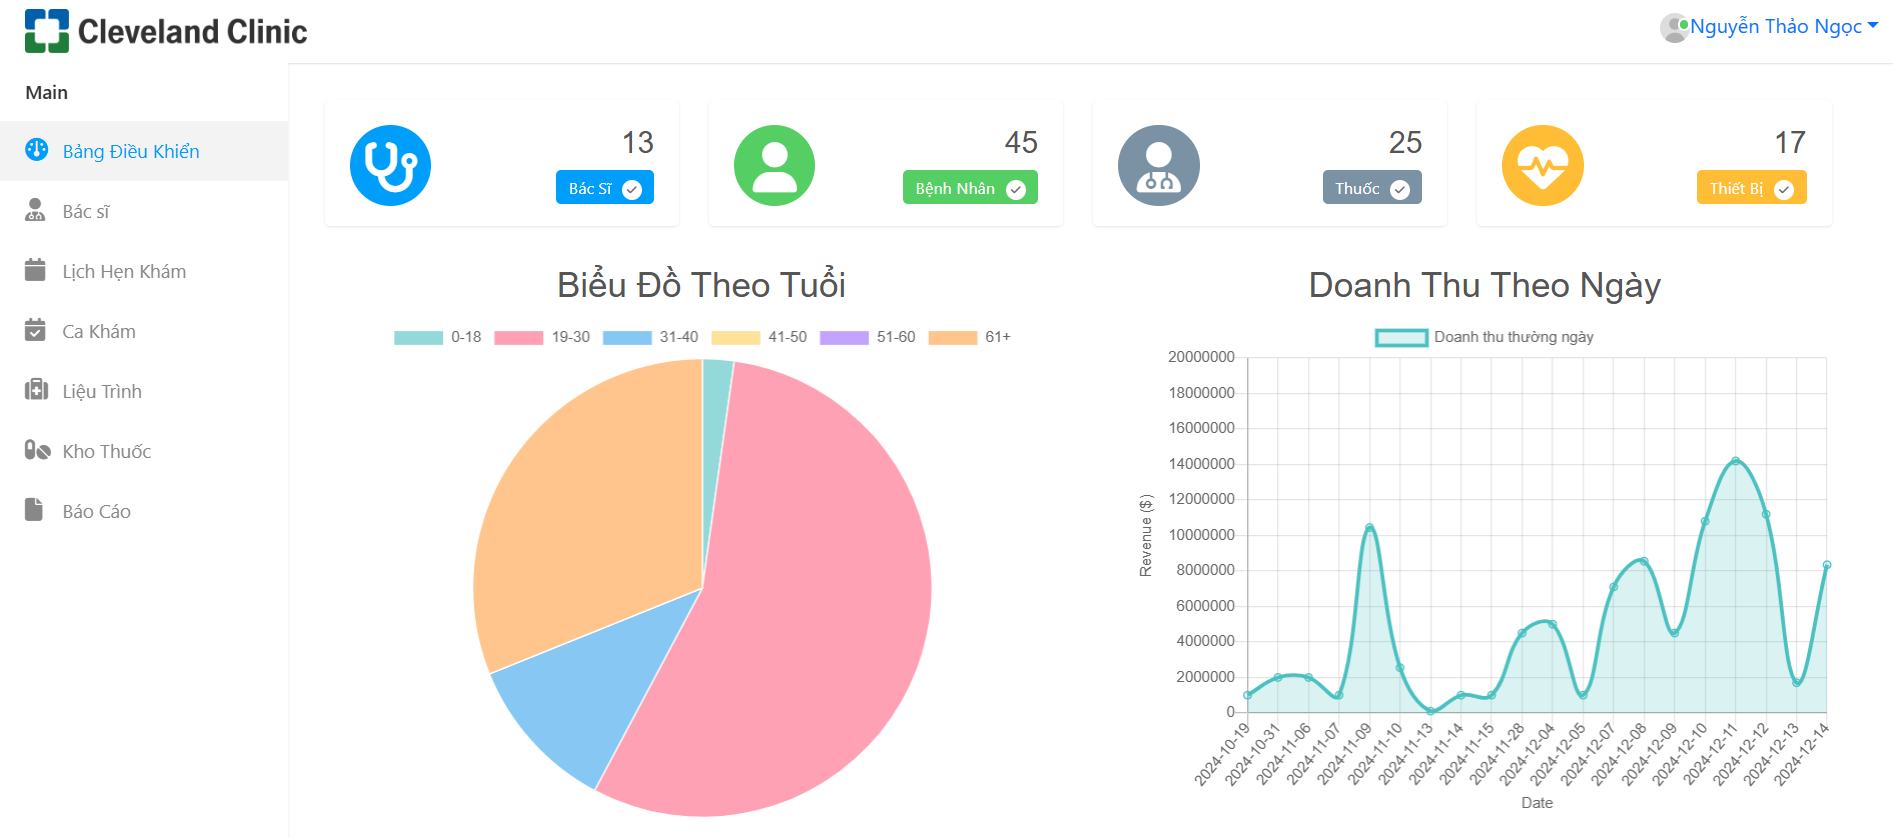 Cleveland Clinic
Nguyễn Thảo Ngọc
Main
Bảng Điều Khiển
Bác sĩ
Lịch Hẹn Khám
Ca Khám
Liệu Trình
Kho Thuốc
Báo Cáo
13
Bác Sĩ
45
Bệnh Nhân
25
Thuốc
17
Thiết Bị
Biểu Đồ Theo Tuổi
0-18 19-30 31-40 41-50 51-60 61+
Doanh Thu Theo Ngày
Doanh thu thường ngày
20000000
18000000
16000000
14000000
12000000
10000000
8000000
6000000
4000000
2000000
0
Revenue ($)
2024-10-19
2024-10-31
2024-11-06
2024-11-07
2024-11-09
2024-11-10
2024-11-13
2024-11-14
2024-11-15
2024-11-28
2024-12-04
2024-12-05
2024-12-07
2024-12-08
2024-12-09
2024-12-10
2024-12-11
2024-12-12
2024-12-13
2024-12-14
Date